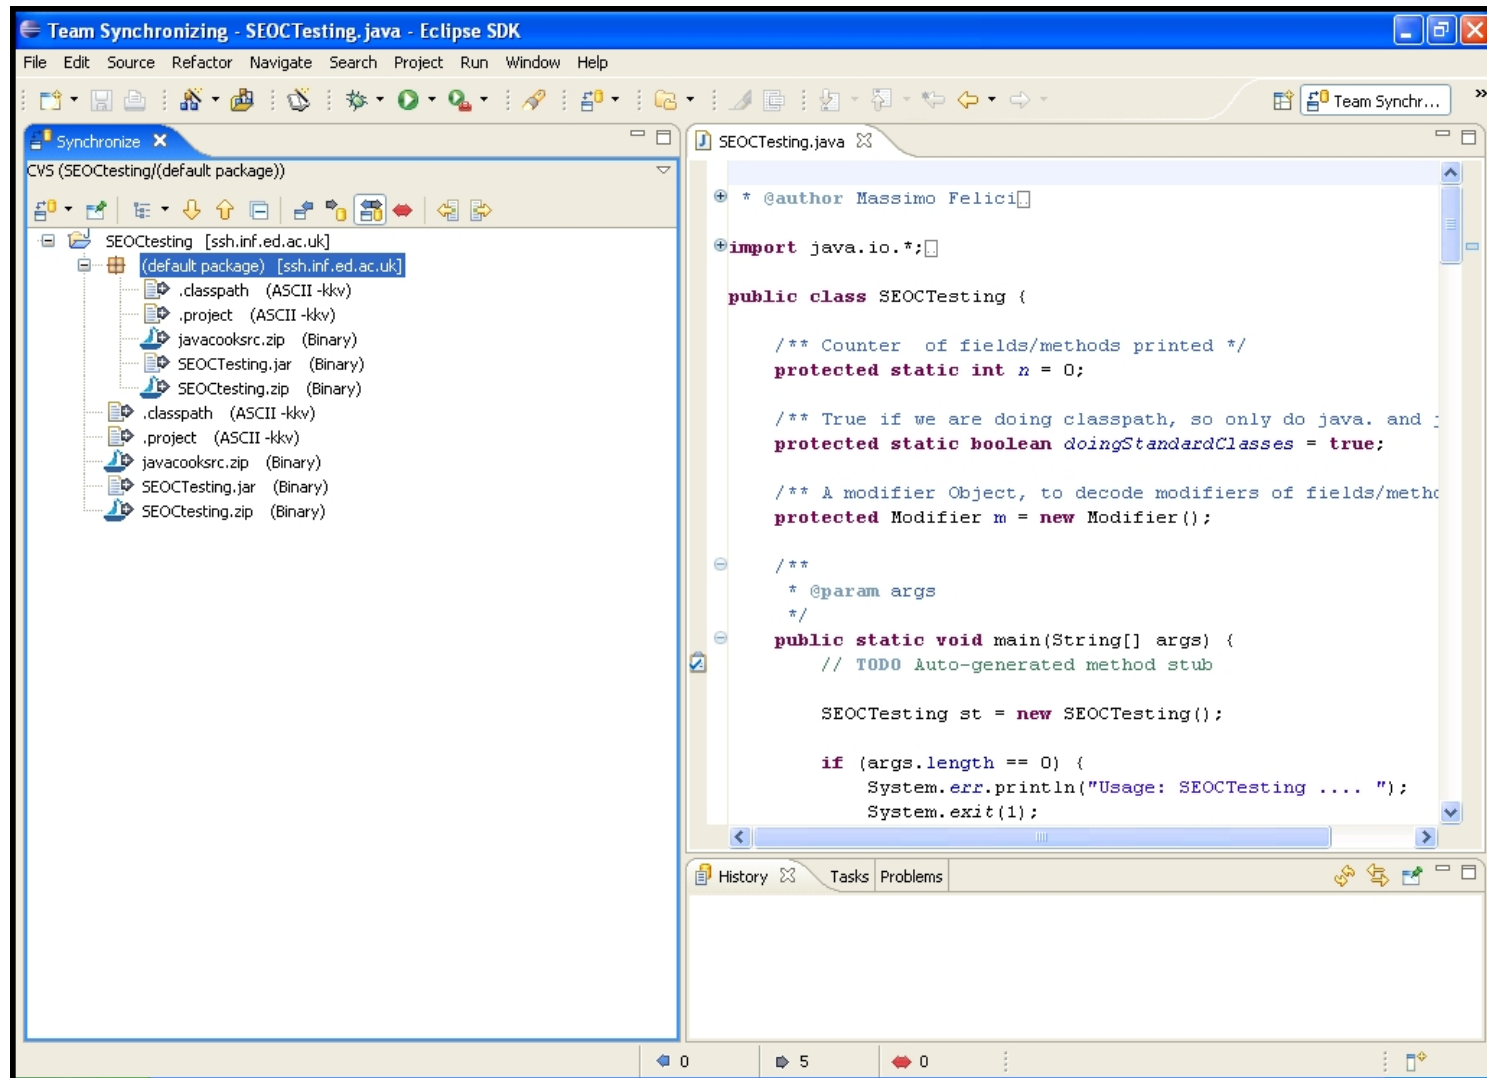 Team Synchronizing - SEOCTesting.java - Eclipse SDK
File Edit Source Refactor Navigate Search Project Run Window Help
Team Synchr...
Synchronize
CVS (SEOCtesting/(default package))
SEOCtesting [ssh.inf.ed.ac.uk]
(default package) [ssh.inf.ed.ac.uk]
.classpath (ASCII -kkv)
.project (ASCII -kkv)
javacooksrc.zip (Binary)
SEOCTesting.jar (Binary)
SEOCtesting.zip (Binary)
.classpath (ASCII -kkv)
.project (ASCII -kkv)
javacooksrc.zip (Binary)
SEOCTesting.jar (Binary)
SEOCtesting.zip (Binary)
SEOCTesting.java
* @author Massimo Felici
import java.io.*;
public class SEOCTesting {
/** Counter  of fields/methods printed */
protected static int n = 0;
/** True if we are doing classpath, so only do java. and
protected static boolean doingStandardClasses = true;
/** A modifier Object, to decode modifiers of fields/metho
protected Modifier m = new Modifier();
/**
* @param args
*/
public static void main(String[] args) {
// TODO Auto-generated method stub
SEOCTesting st = new SEOCTesting();
if (args.length == 0) {
System.err.println("Usage: SEOCTesting .... ");
System.exit(1);
History Tasks Problems
0 5 0